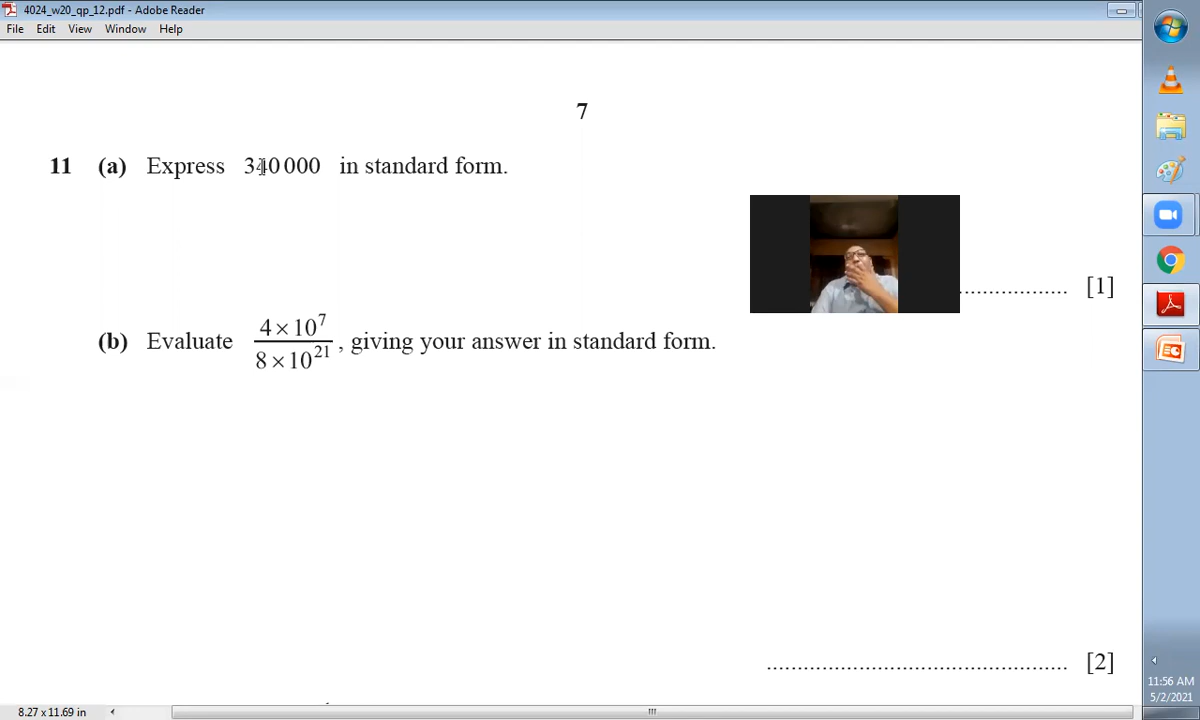 4024_w20_qp_12.pdf - Adobe Reader
File Edit View Window Help
7
11 (a) Express 340 000 in standard form.
.................. [1]
(b) Evaluate \frac{4 × 10^7}{8 × 10^{21}}, giving your answer in standard form.
................................................. [2]
11:56 AM
5/2/2021
8.27 x 11.69 in